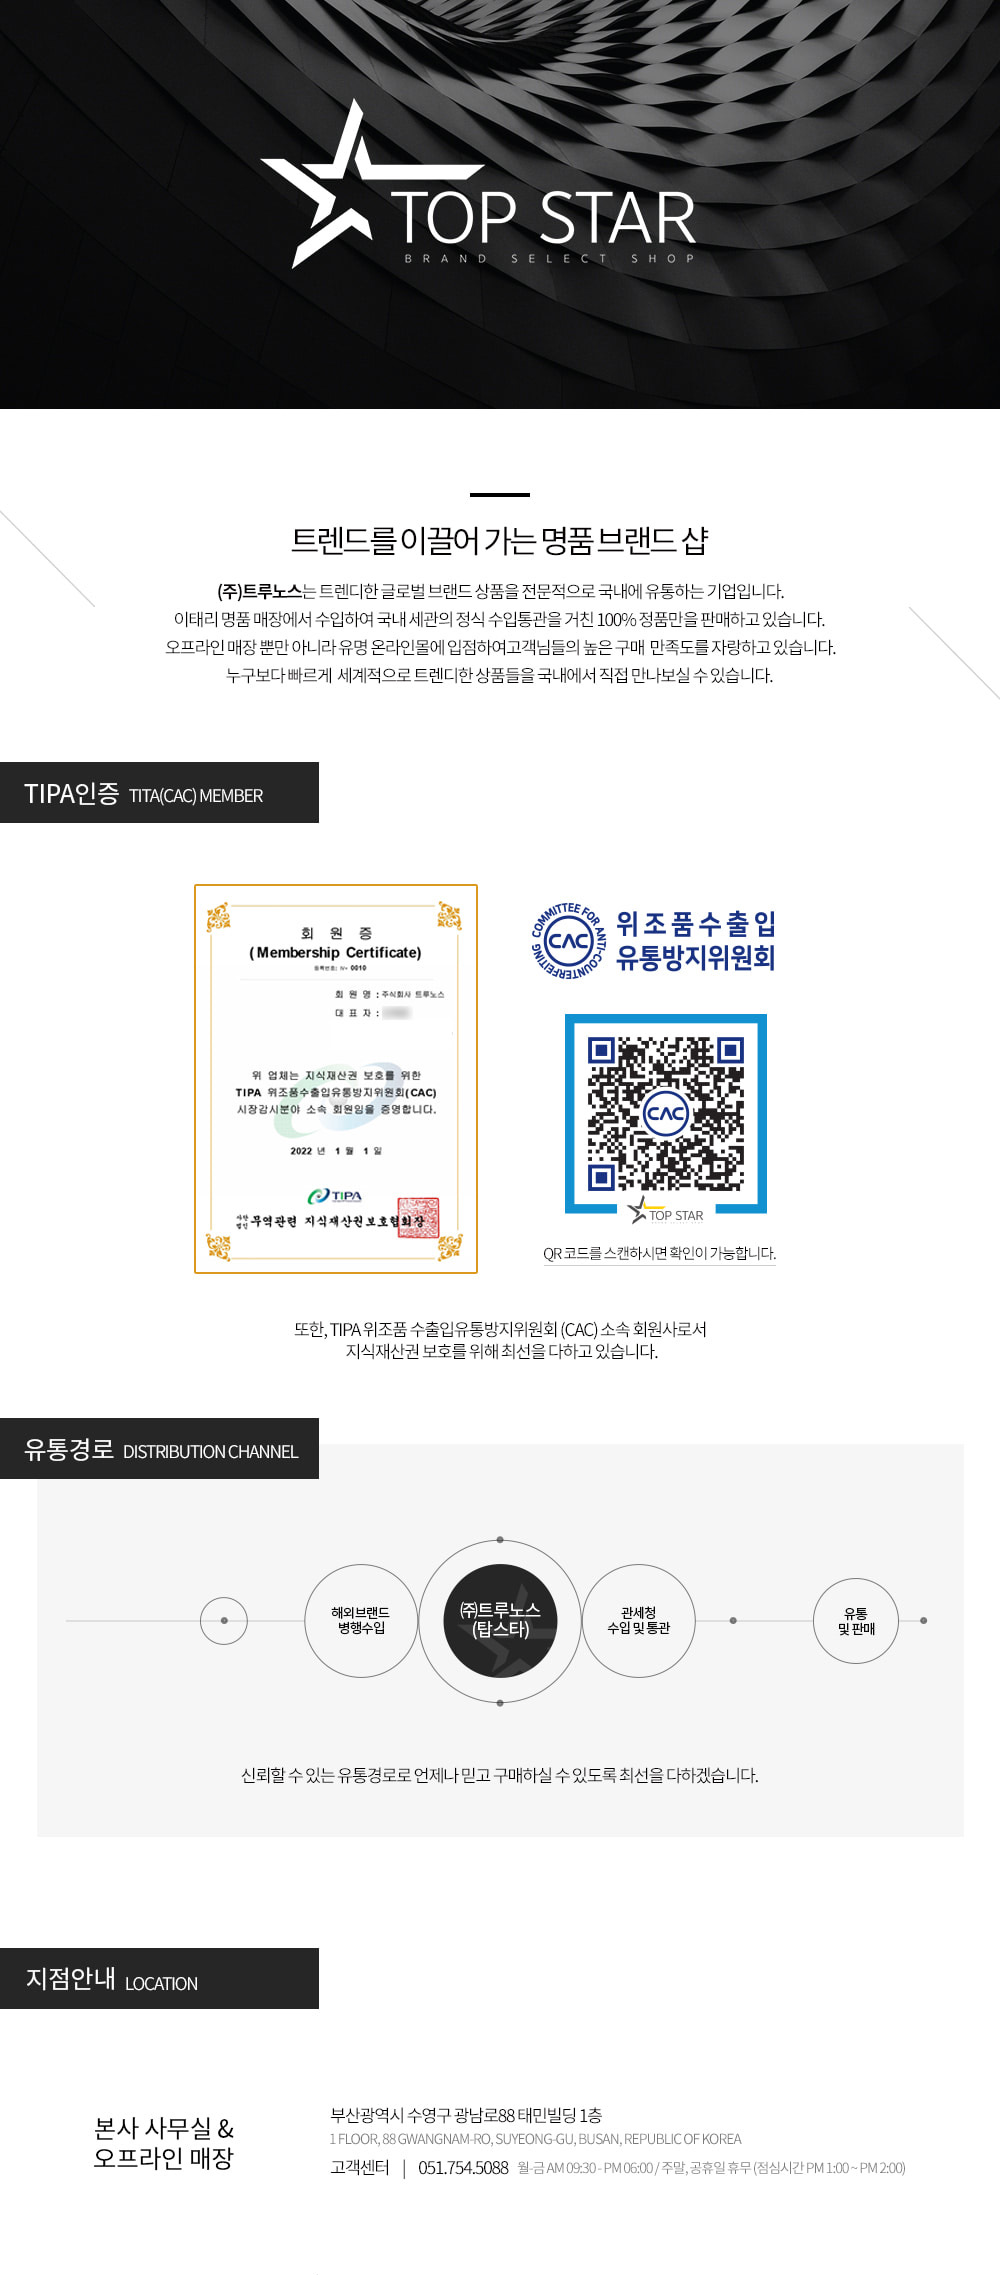 TOP STAR
BRAND SELECT SHOP
트렌드를 이끌어 가는 명품 브랜드 샵
(주)트루노스는 트렌디한 글로벌 브랜드 상품을 전문적으로 국내에 유통하는 기업입니다.
이태리 명품 매장에서 수입하여 국내 세관의 정식 수입통관을 거친 100% 정품만을 판매하고 있습니다.
오프라인 매장 뿐만 아니라 유명 온라인몰에 입점하여고객님들의 높은 구매 만족도를 자랑하고 있습니다.
누구보다 빠르게 세계적으로 트렌디한 상품들을 국내에서 직접 만나보실 수 있습니다.
TIPA인증 TITA(CAC) MEMBER
회 원 증
( Membership Certificate)
0010
회 원 명 : 주식회사 트루노스
대 표 자 :
위 업체는 지식재산권 보호를 위한
TIPA 위조품수출입유통방지위원회(CAC)
시장감시분야 소속 회원임을 증명합니다.
2022 년 1 월 1 일
TIPA
사단법인 무역관련 지식재산권보호협회장
COMMITTEE FOR ANTI-COUNTERFEITING
CAC
위조품수출입
유통방지위원회
CAC
TOP STAR
QR 코드를 스캔하시면 확인이 가능합니다.
또한, TIPA 위조품 수출입유통방지위원회 (CAC) 소속 회원사로서
지식재산권 보호를 위해 최선을 다하고 있습니다.
유통경로 DISTRIBUTION CHANNEL
해외브랜드
병행수입
㈜트루노스
(탑스타)
관세청
수입 및 통관
유통
및 판매
신뢰할 수 있는 유통경로로 언제나 믿고 구매하실 수 있도록 최선을 다하겠습니다.
지점안내 LOCATION
본사 사무실 &
오프라인 매장
부산광역시 수영구 광남로88 태민빌딩 1층
1 FLOOR, 88 GWANGNAM-RO, SUYEONG-GU, BUSAN, REPUBLIC OF KOREA
고객센터 | 051.754.5088 월-금 AM 09:30 - PM 06:00 / 주말, 공휴일 휴무 (점심시간 PM 1:00 ~ PM 2:00)